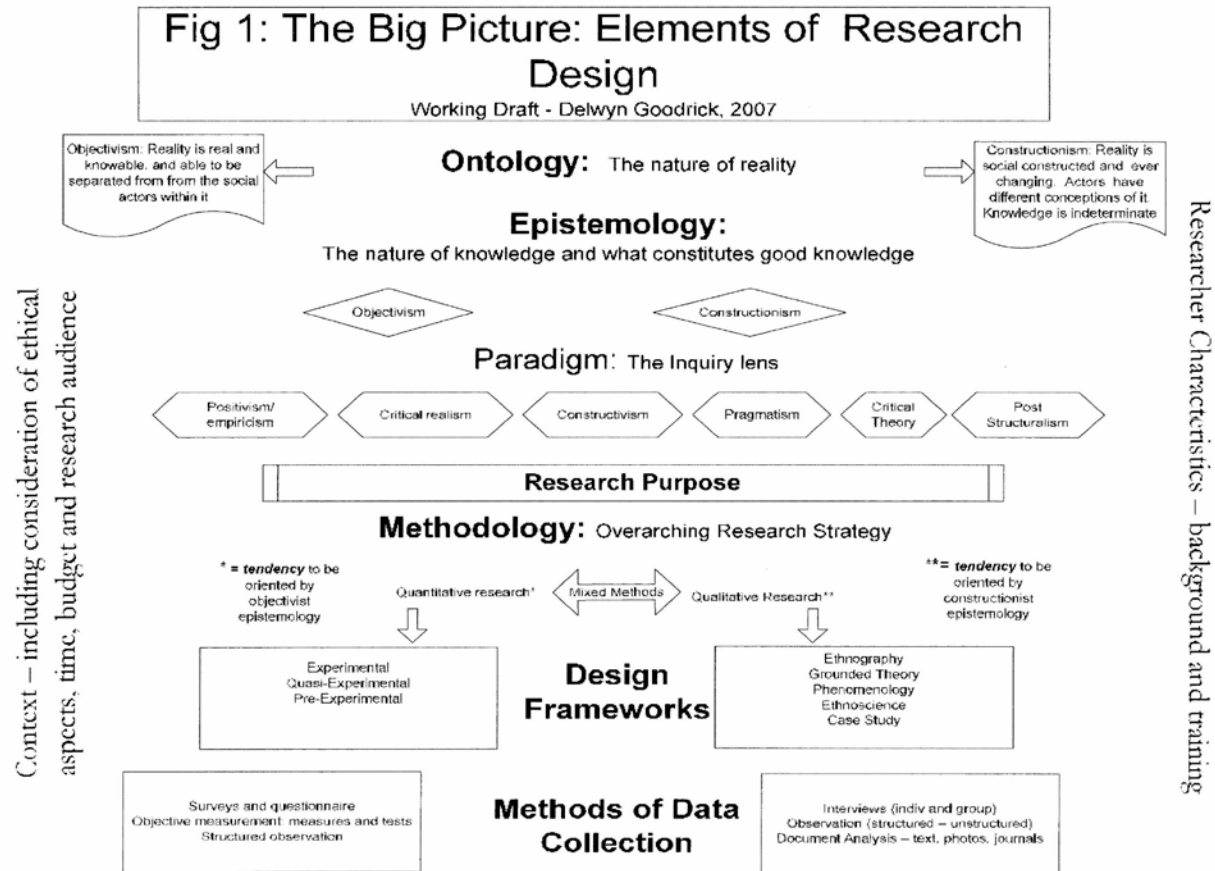 Fig 1: The Big Picture: Elements of Research
Design
Working Draft - Delwyn Goodrick, 2007
Objectivism: Reality is real and
knowable, and able to be
separated from from the social
actors within it
Ontology: The nature of reality
Constructionism: Reality is
social constructed and ever
changing. Actors have
different conceptions of it.
Knowledge is indeterminate
Epistemology:
The nature of knowledge and what constitutes good knowledge
Objectivism
Constructionism
Paradigm: The Inquiry lens
Positivism/
empiricism
Critical realism
Constructivism
Pragmatism
Critical
Theory
Post
Structuralism
Research Purpose
Methodology: Overarching Research Strategy
* = tendency to be
oriented by
objectivist
epistemology
Quantitative research*
Mixed Methods
Qualitative Research**
**= tendency to be
oriented by
constructionist
epistemology
Experimental
Quasi-Experimental
Pre-Experimental
Design
Frameworks
Ethnography
Grounded Theory
Phenomenology
Ethnoscience
Case Study
Surveys and questionnaire
Objective measurement: measures and tests
Structured observation
Methods of Data
Collection
Interviews (indiv and group)
Observation (structured – unstructured)
Document Analysis – text, photos, journals
Context – including consideration of ethical
aspects, time, budget and research audience
Researcher Characteristics – background and training